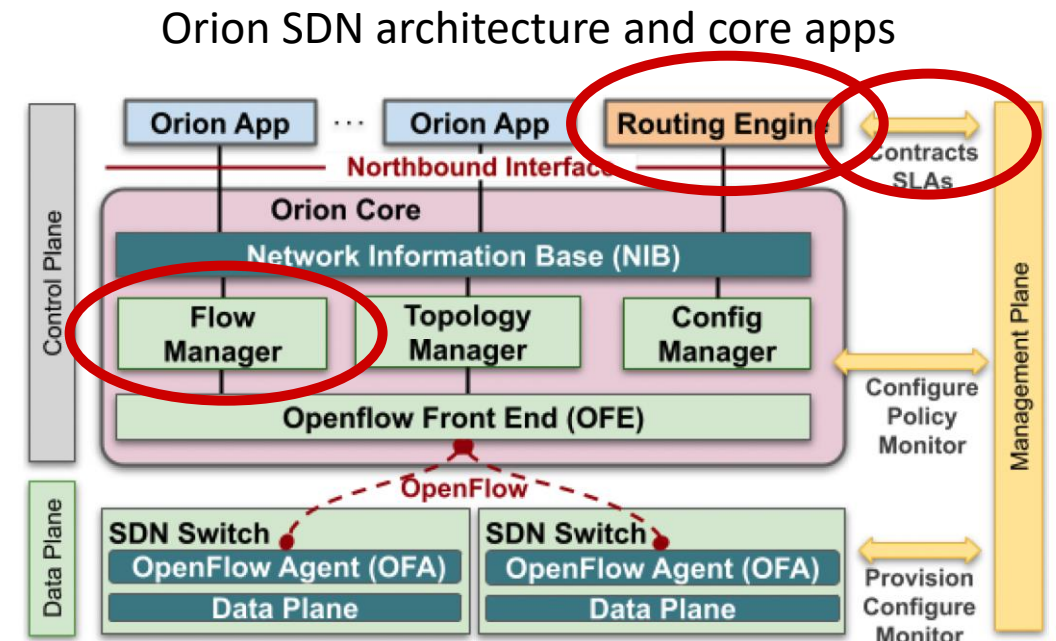 Orion SDN architecture and core apps
Orion App ... Orion App Routing Engine
Northbound Interface
Contracts
SLAs
Control Plane
Orion Core
Network Information Base (NIB)
Flow
Manager
Topology
Manager
Config
Manager
Openflow Front End (OFE)
Configure
Policy
Monitor
Management Plane
OpenFlow
Data Plane
SDN Switch
OpenFlow Agent (OFA)
Data Plane
SDN Switch
OpenFlow Agent (OFA)
Data Plane
Provision
Configure
Monitor